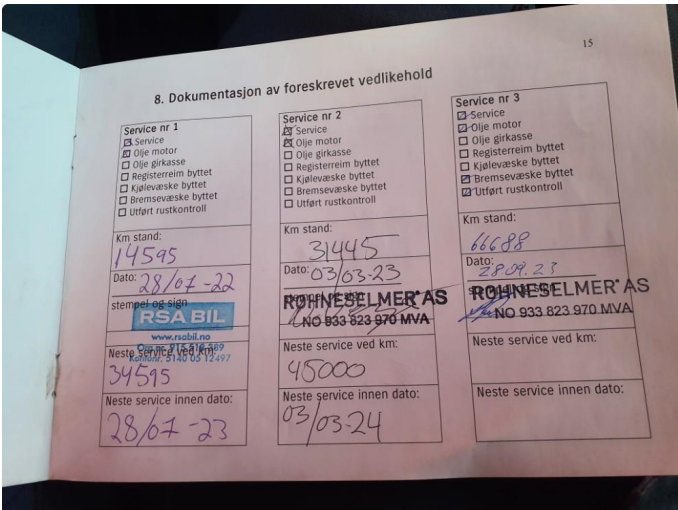 15
8. Dokumentasjon av foreskrevet vedlikehold
Service nr 1
Service
Olje motor
Olje girkasse
Registerreim byttet
Kjølevæske byttet
Bremsevæske byttet
Utført rustkontroll
Km stand:
14595
Dato: 28/07-22
stempel og sign
RSA BIL
www.rsabil.no
Neste service ved km:
34595
Neste service innen dato:
28/07-23
Service nr 2
Service
Olje motor
Olje girkasse
Registerreim byttet
Kjølevæske byttet
Bremsevæske byttet
Utført rustkontroll
Km stand:
31445
Dato: 03/03-23
RØHNESELMER AS
NO 933 823 970 MVA
Neste service ved km:
45000
Neste service innen dato:
03/03-24
Service nr 3
Service
Olje motor
Olje girkasse
Registerreim byttet
Kjølevæske byttet
Bremsevæske byttet
Utført rustkontroll
Km stand:
66688
Dato:
28.09.23
RØHNESELMER AS
NO 933 823 970 MVA
Neste service ved km:
Neste service innen dato: